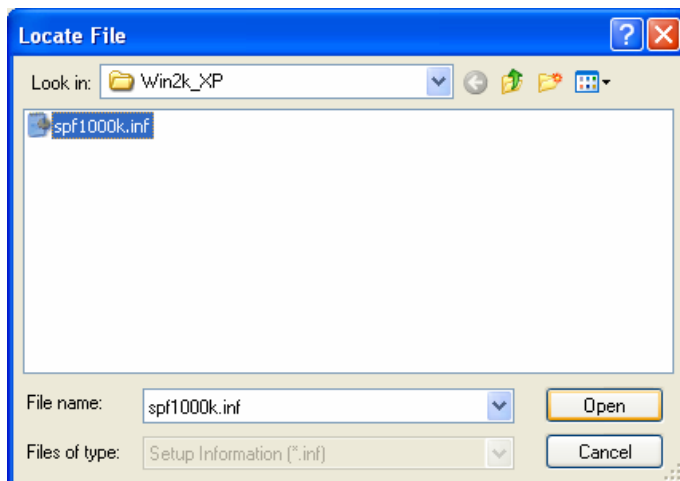 Locate File
Look in: Win2k_XP
spf1000k.inf
File name: spf1000k.inf Open
Files of type: Setup Information (*.inf) Cancel